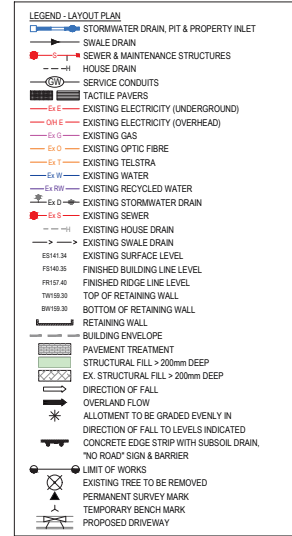 LEGEND - LAYOUT PLAN
STORMWATER DRAIN, PIT & PROPERTY INLET
SWALE DRAIN
S SEWER & MAINTENANCE STRUCTURES
H HOUSE DRAIN
GW SERVICE CONDUITS
TACTILE PAVERS
Ex E EXISTING ELECTRICITY (UNDERGROUND)
O/H E EXISTING ELECTRICITY (OVERHEAD)
Ex G EXISTING GAS
Ex O EXISTING OPTIC FIBRE
Ex T EXISTING TELSTRA
Ex W EXISTING WATER
Ex RW EXISTING RECYCLED WATER
Ex D EXISTING STORMWATER DRAIN
Ex S EXISTING SEWER
H EXISTING HOUSE DRAIN
EXISTING SWALE DRAIN
ES141.34 EXISTING SURFACE LEVEL
FS140.35 FINISHED BUILDING LINE LEVEL
FR157.40 FINISHED RIDGE LINE LEVEL
TW159.30 TOP OF RETAINING WALL
BW159.30 BOTTOM OF RETAINING WALL
RETAINING WALL
BUILDING ENVELOPE
PAVEMENT TREATMENT
STRUCTURAL FILL > 200mm DEEP
EX. STRUCTURAL FILL > 200mm DEEP
DIRECTION OF FALL
OVERLAND FLOW
ALLOTMENT TO BE GRADED EVENLY IN
DIRECTION OF FALL TO LEVELS INDICATED
CONCRETE EDGE STRIP WITH SUBSOIL DRAIN,
"NO ROAD" SIGN & BARRIER
LIMIT OF WORKS
EXISTING TREE TO BE REMOVED
PERMANENT SURVEY MARK
TEMPORARY BENCH MARK
PROPOSED DRIVEWAY